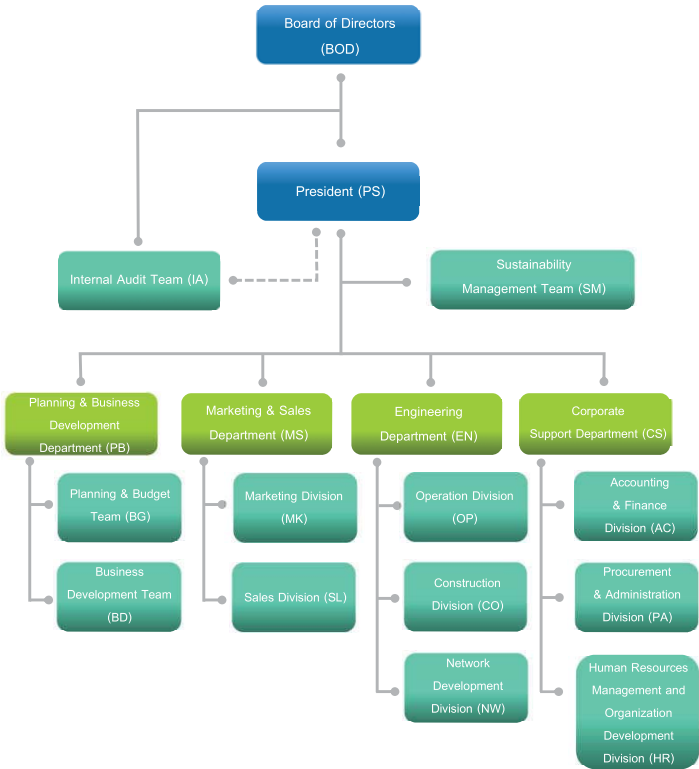 Board of Directors
(BOD)
President (PS)
Internal Audit Team (IA)
Sustainability
Management Team (SM)
Planning & Business
Development
Department (PB)
Marketing & Sales
Department (MS)
Engineering
Department (EN)
Corporate
Support Department (CS)
Planning & Budget
Team (BG)
Business
Development Team
(BD)
Marketing Division
(MK)
Sales Division (SL)
Operation Division
(OP)
Construction
Division (CO)
Network
Development
Division (NW)
Accounting
& Finance
Division (AC)
Procurement
& Administration
Division (PA)
Human Resources
Management and
Organization
Development
Division (HR)